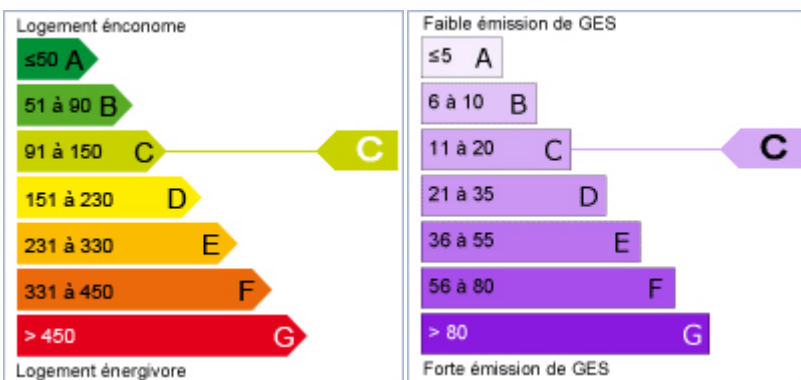 Logement énconome
≤50 A
51 à 90 B
91 à 150 C C
151 à 230 D
231 à 330 E
331 à 450 F
> 450 G
Logement énergivore
Faible émission de GES
≤5 A
6 à 10 B
11 à 20 C C
21 à 35 D
36 à 55 E
56 à 80 F
> 80 G
Forte émission de GES